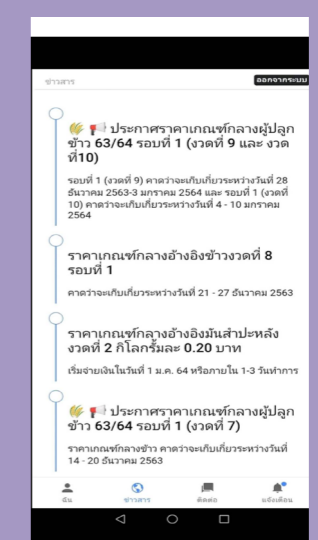 ข่าวสาร
ออกจากระบบ
ประกาศราคาเกณฑ์กลางผู้ปลูก
ข้าว 63/64 รอบที่ 1 (งวดที่ 9 และ งวด
ที่10)
รอบที่ 1 (งวดที่ 9) คาดว่าจะเก็บเกี่ยวระหว่างวันที่ 28
ธันวาคม 2563-3 มกราคม 2564 และ รอบที่ 1 (งวดที่
10) คาดว่าจะเก็บเกี่ยวระหว่างวันที่ 4 - 10 มกราคม
2564
ราคาเกณฑ์กลางอ้างอิงข้าวงวดที่ 8
รอบที่ 1
คาดว่าจะเก็บเกี่ยวระหว่างวันที่ 21 - 27 ธันวาคม 2563
ราคาเกณฑ์กลางอ้างอิงมันสำปะหลัง
งวดที่ 2 กิโลกรัมละ 0.20 บาท
เริ่มจ่ายเงินในวันที่ 1 ม.ค. 64 หรือภายใน 1-3 วันทำการ
ประกาศราคาเกณฑ์กลางผู้ปลูก
ข้าว 63/64 รอบที่ 1 (งวดที่ 7)
ราคาเกณฑ์กลางข้าว คาดว่าจะเก็บเกี่ยวระหว่างวันที่
14 - 20 ธันวาคม 2563
ฉัน
ข่าวสาร
ติดต่อ
แจ้งเตือน